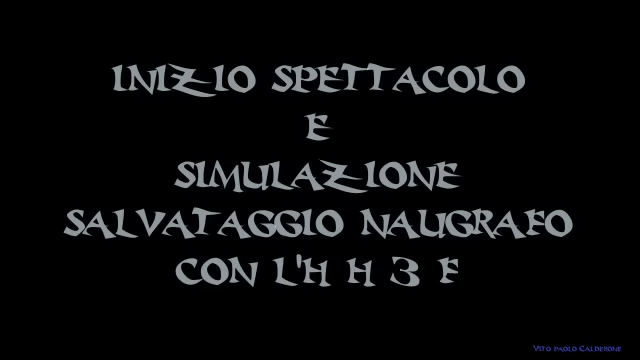 INIZIO SPETTACOLO
E
SIMULAZIONE
SALVATAGGIO NAUGRAFO
CON L'H H 3 F
VITO PAOLO CALDERONE